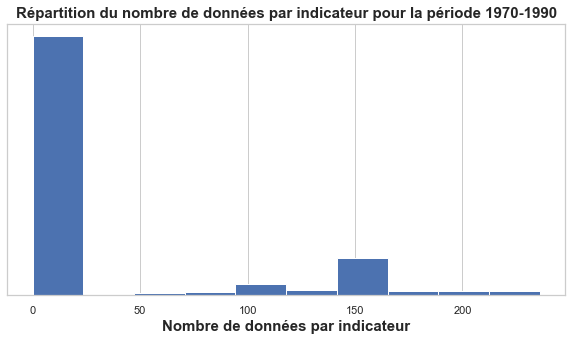 Répartition du nombre de données par indicateur pour la période 1970-1990
0 50 100 150 200
Nombre de données par indicateur